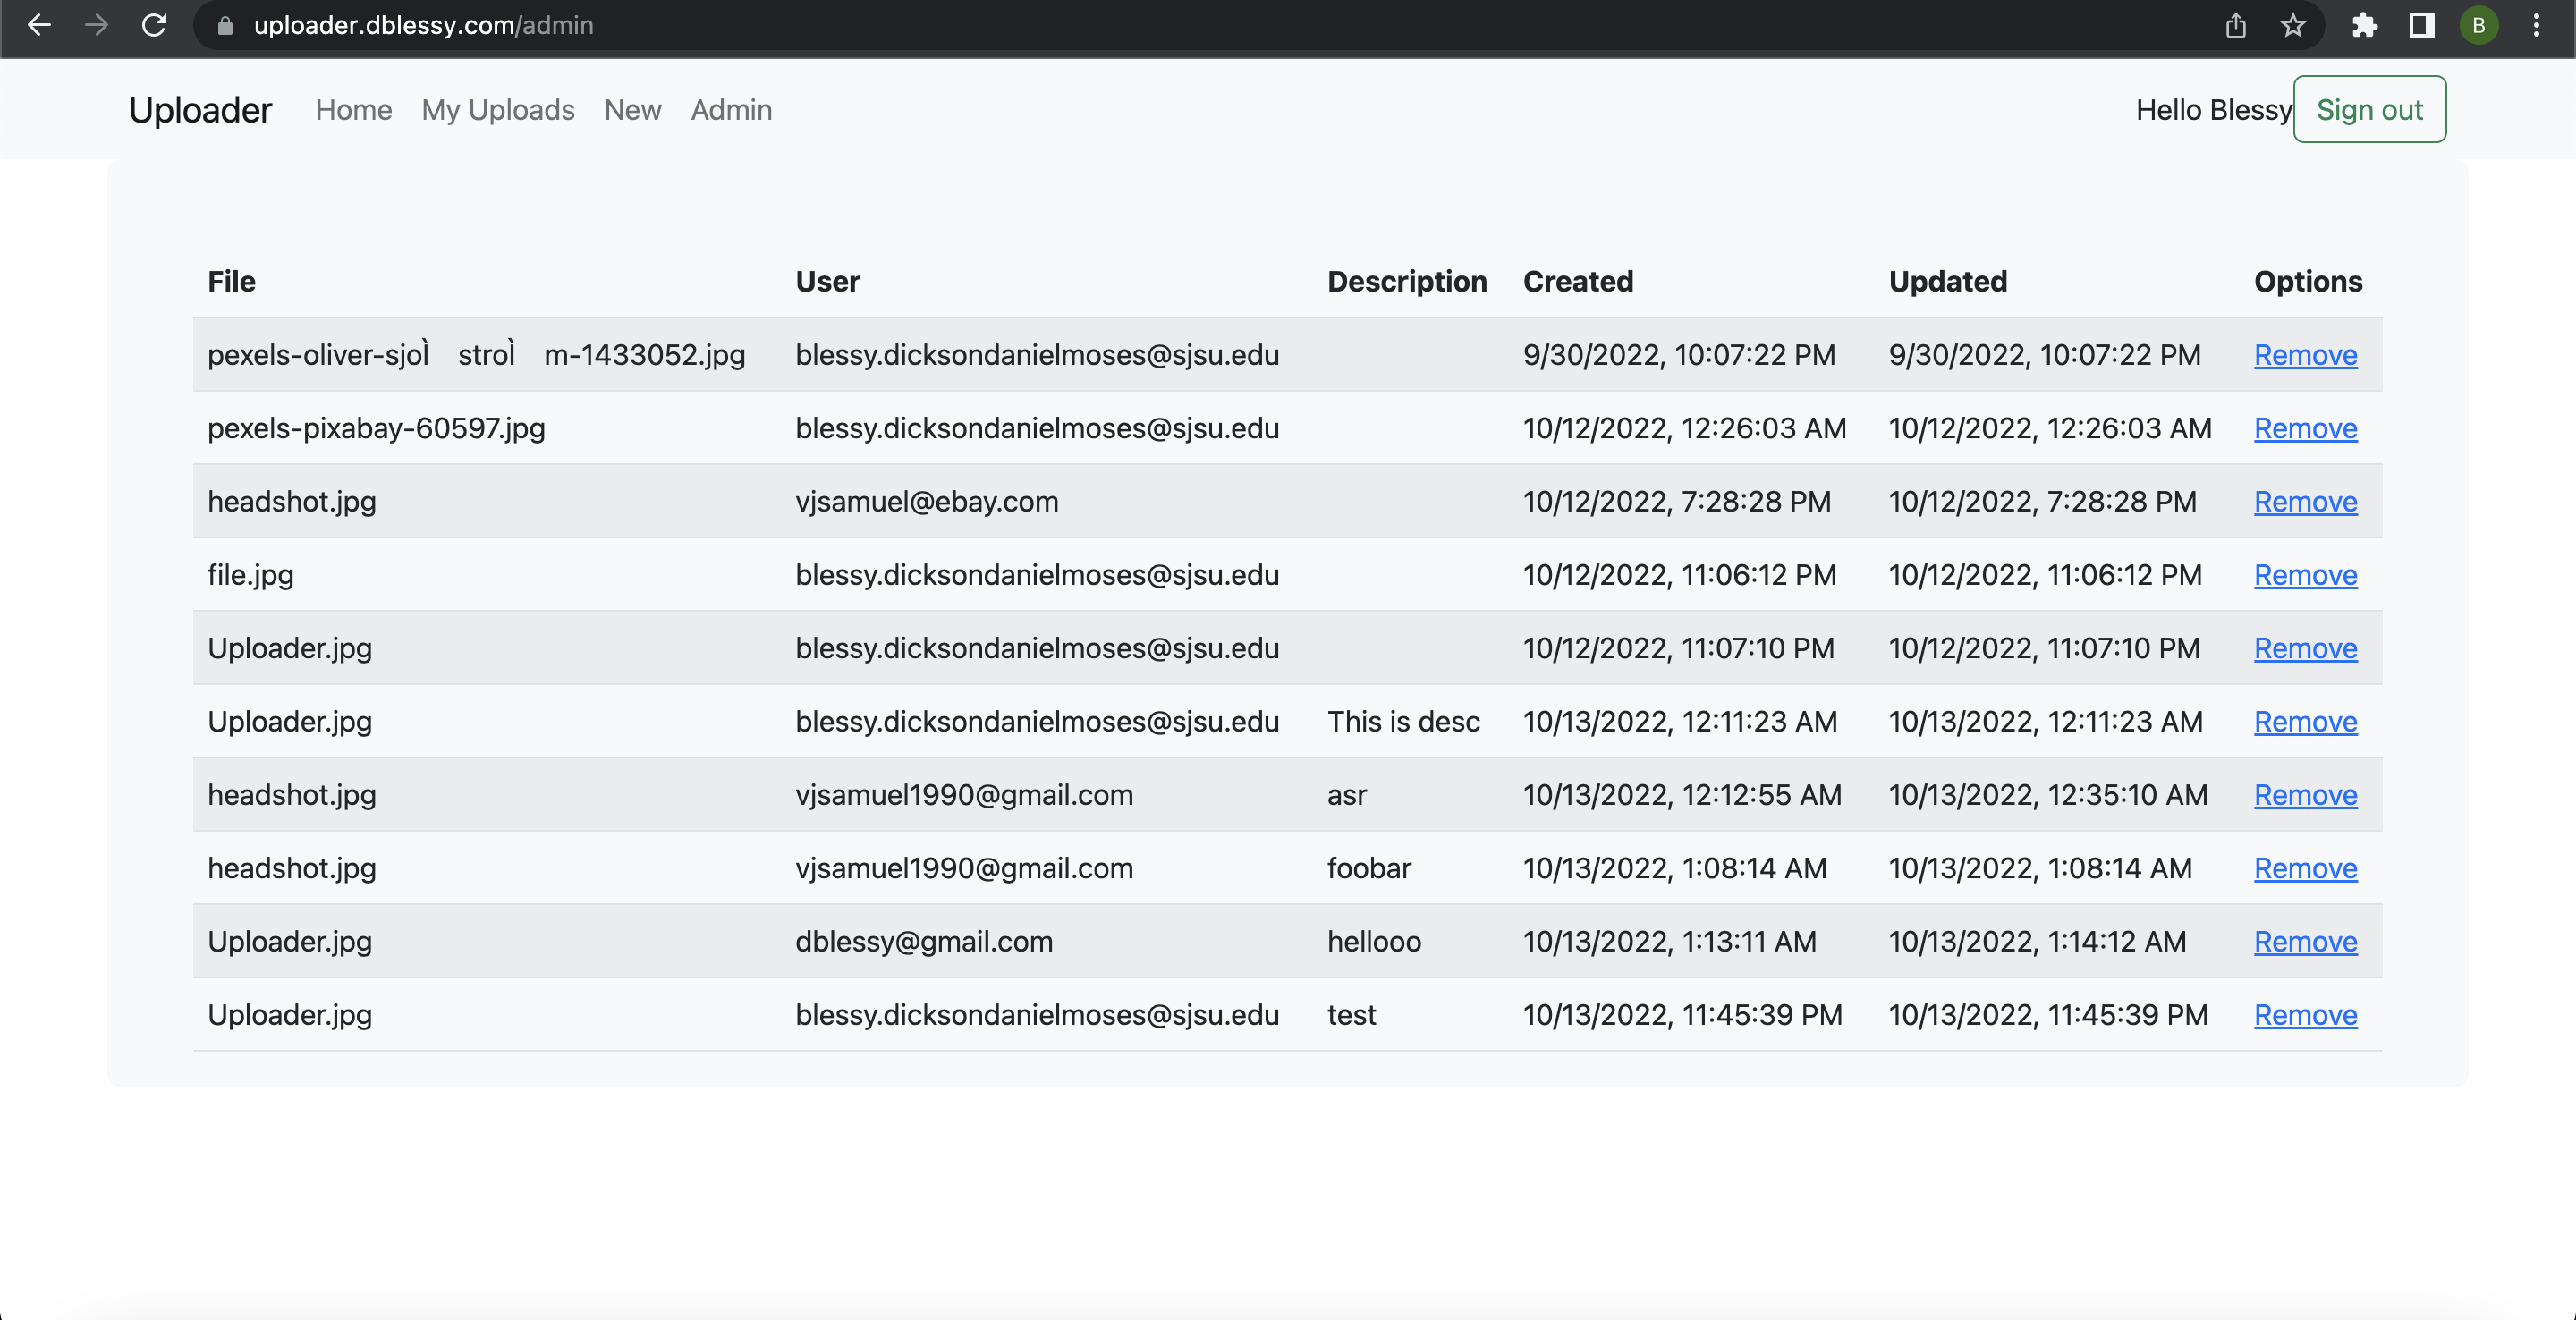 uploader.dblessy.com/admin
B
Uploader Home My Uploads New Admin Hello Blessy Sign out
File User Description Created Updated Options
pexels-oliver-sjoÌ stroÌ m-1433052.jpg blessy.dicksondanielmoses@sjsu.edu 9/30/2022, 10:07:22 PM 9/30/2022, 10:07:22 PM Remove
pexels-pixabay-60597.jpg blessy.dicksondanielmoses@sjsu.edu 10/12/2022, 12:26:03 AM 10/12/2022, 12:26:03 AM Remove
headshot.jpg vjsamuel@ebay.com 10/12/2022, 7:28:28 PM 10/12/2022, 7:28:28 PM Remove
file.jpg blessy.dicksondanielmoses@sjsu.edu 10/12/2022, 11:06:12 PM 10/12/2022, 11:06:12 PM Remove
Uploader.jpg blessy.dicksondanielmoses@sjsu.edu 10/12/2022, 11:07:10 PM 10/12/2022, 11:07:10 PM Remove
Uploader.jpg blessy.dicksondanielmoses@sjsu.edu This is desc 10/13/2022, 12:11:23 AM 10/13/2022, 12:11:23 AM Remove
headshot.jpg vjsamuel1990@gmail.com asr 10/13/2022, 12:12:55 AM 10/13/2022, 12:35:10 AM Remove
headshot.jpg vjsamuel1990@gmail.com foobar 10/13/2022, 1:08:14 AM 10/13/2022, 1:08:14 AM Remove
Uploader.jpg dblessy@gmail.com hellooo 10/13/2022, 1:13:11 AM 10/13/2022, 1:14:12 AM Remove
Uploader.jpg blessy.dicksondanielmoses@sjsu.edu test 10/13/2022, 11:45:39 PM 10/13/2022, 11:45:39 PM Remove